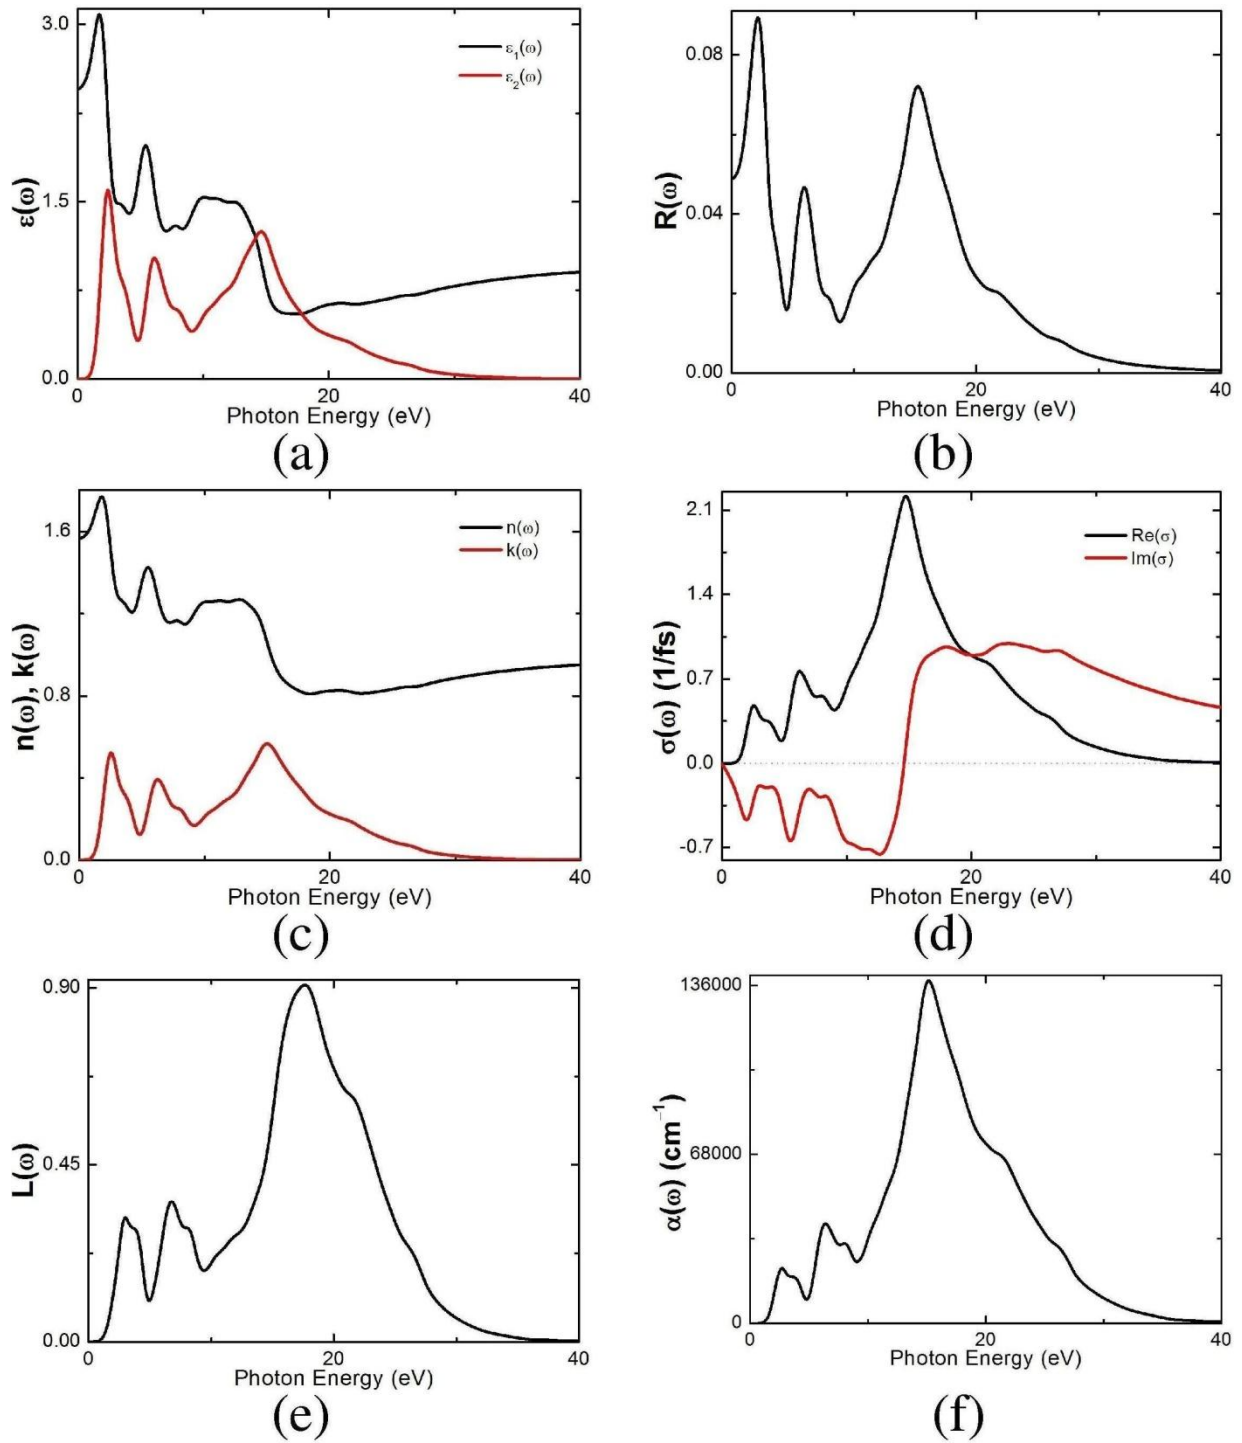 3.0
1.5
0.0
ε(ω)
ε₁(ω)
ε₂(ω)
0 20 40
Photon Energy (eV)
(a)
0.08
0.04
0.00
R(ω)
0 20 40
Photon Energy (eV)
(b)
1.6
0.8
0.0
n(ω), k(ω)
n(ω)
k(ω)
0 20 40
Photon Energy (eV)
(c)
2.1
1.4
0.7
0.0
-0.7
σ(ω) (1/fs)
Re(σ)
Im(σ)
0 20 40
Photon Energy (eV)
(d)
0.90
0.45
0.00
L(ω)
0 20 40
Photon Energy (eV)
(e)
136000
68000
0
α(ω) (cm⁻¹)
0 20 40
Photon Energy (eV)
(f)